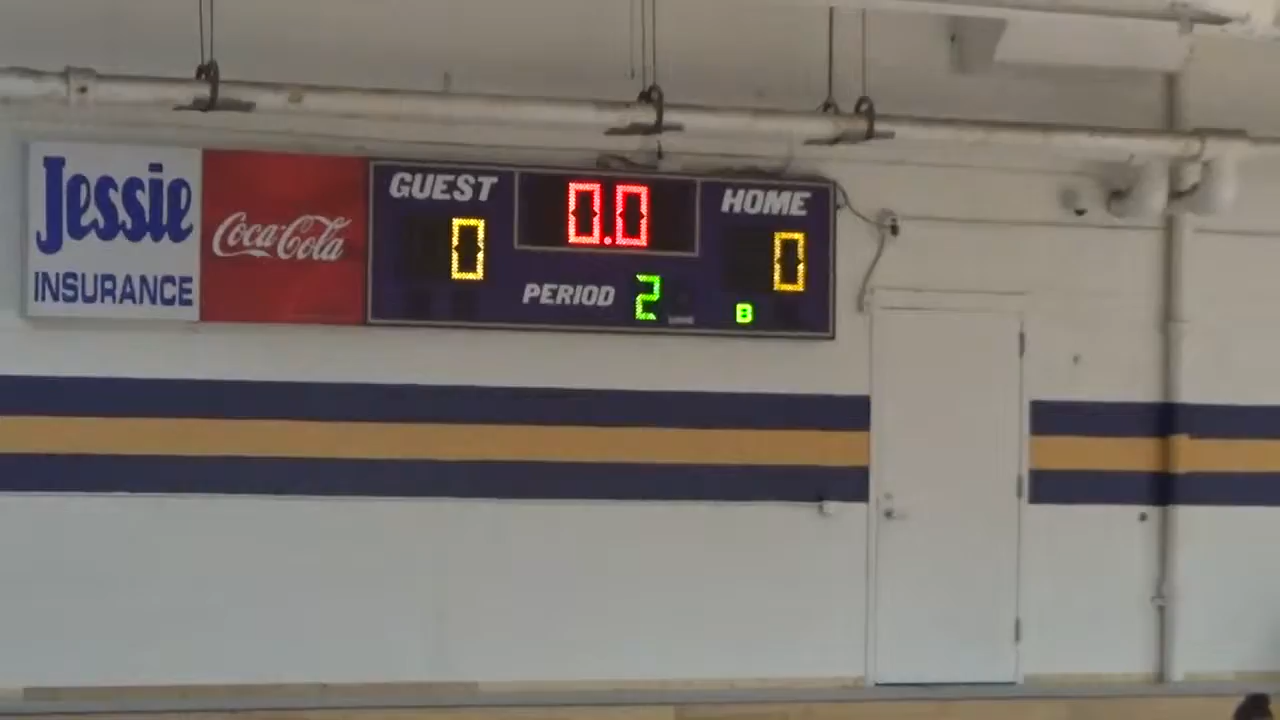 Jessie
INSURANCE
Coca-Cola
GUEST
0.0
HOME
0
0
PERIOD
2
B